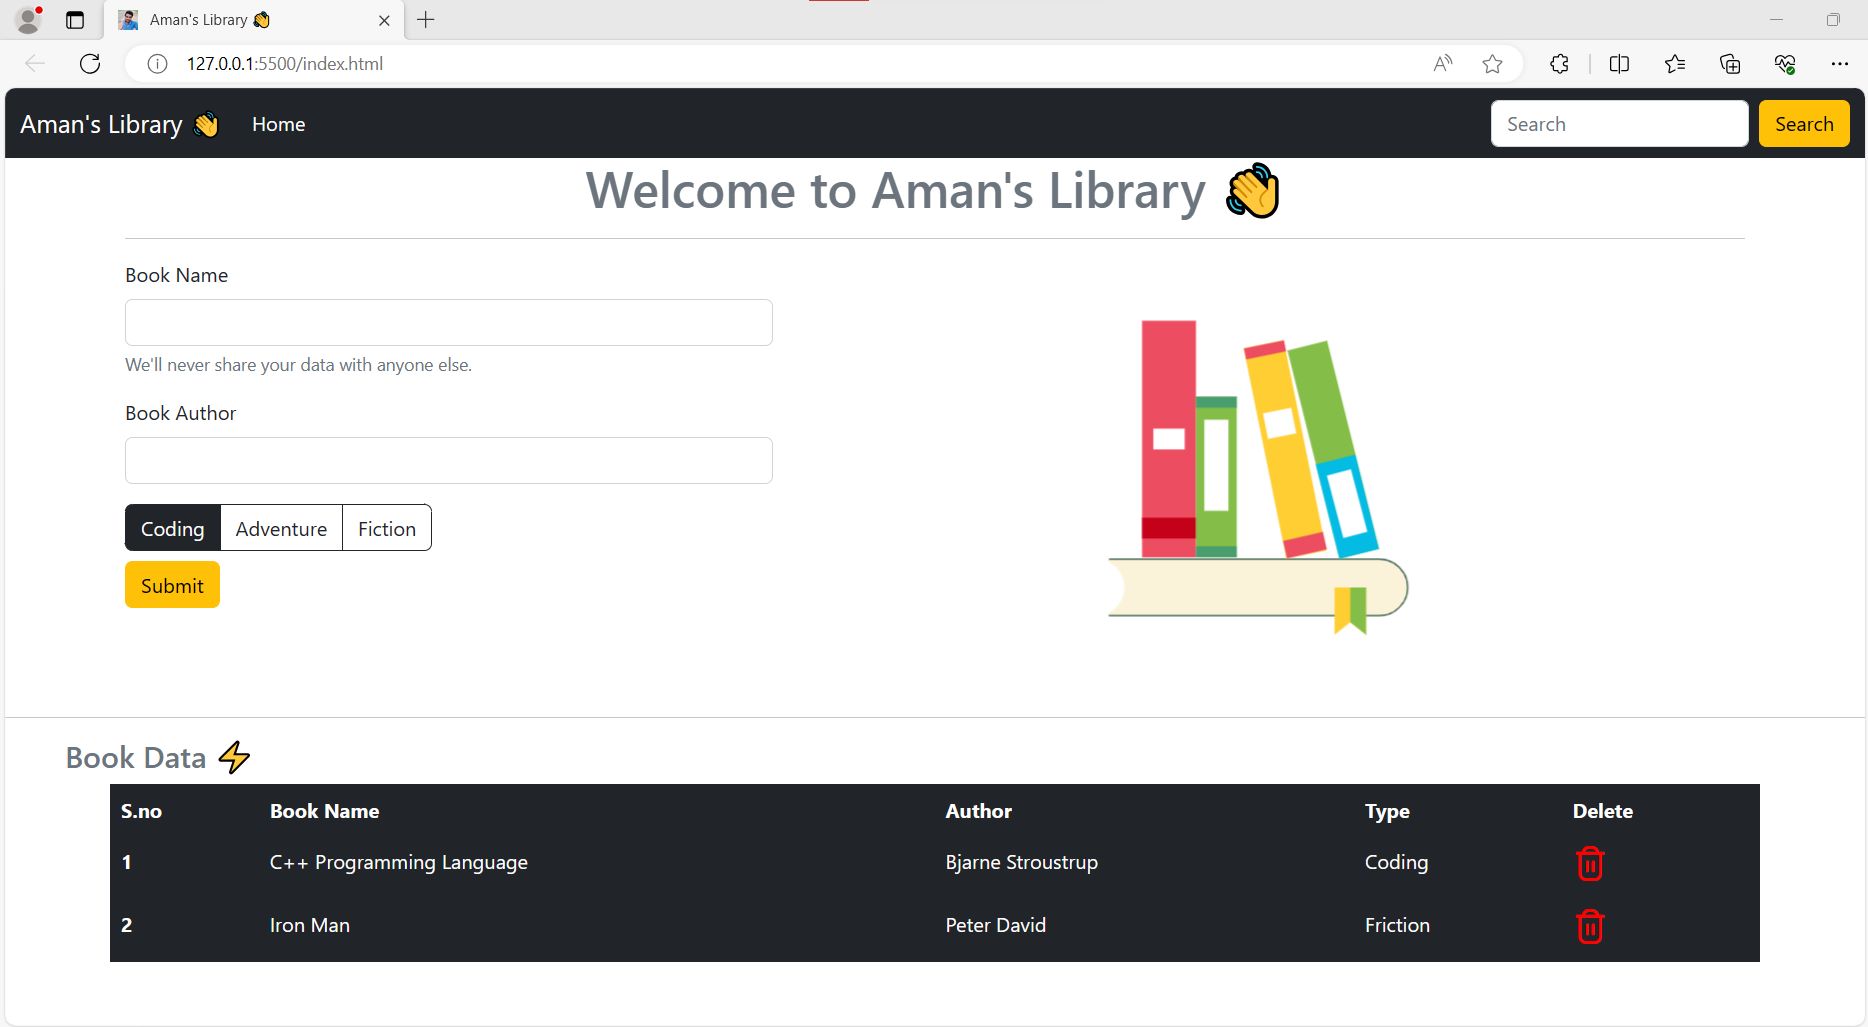 Aman's Library 👋
127.0.0.1:5500/index.html
Aman's Library 👋 Home Search Search
Welcome to Aman's Library 👋
Book Name
We'll never share your data with anyone else.
Book Author
Coding Adventure Fiction
Submit
Book Data ⚡
S.no Book Name Author Type Delete
1 C++ Programming Language Bjarne Stroustrup Coding
2 Iron Man Peter David Friction